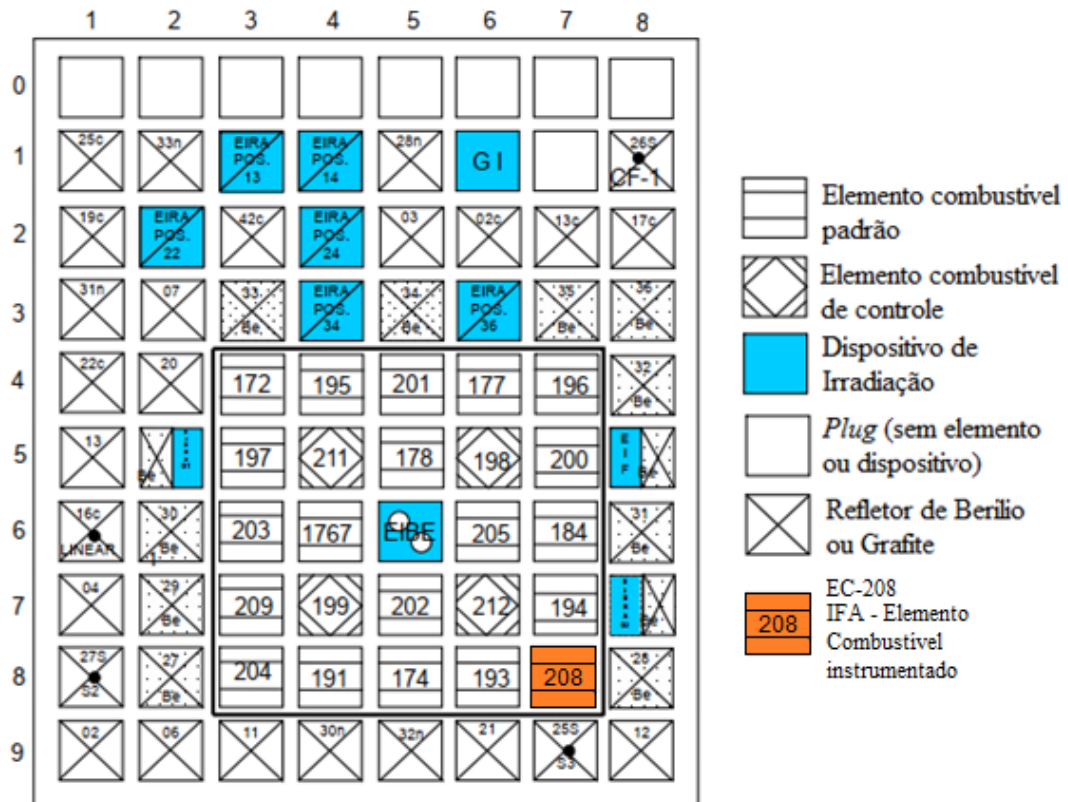 1 2 3 4 5 6 7 8
0
1
25c 33n EIRA POS. 13 EIRA POS. 14 28n G I 26S CF-1
2
19c EIRA POS. 22 42c EIRA POS. 24 03 02c 13c 17c
3
31n 07 33 Be EIRA POS. 34 34 Be EIRA POS. 36 35 Be 36 Be
4
22c 20 172 195 201 177 196 32 Be
5
13 Be 197 211 178 198 200 E I F Be
6
16c LINEAR 30 Be 1 203 1767 EIBE 205 184 31 Be
7
04 29 Be 209 199 202 212 194 Be
8
27S S2 27 Be 204 191 174 193 208 28 Be
9
02 06 11 30n 32n 21 25S S3 12
Elemento combustível
padrão
Elemento combustível
de controle
Dispositivo de
Irradiação
Plug (sem elemento
ou dispositivo)
Refletor de Berílio
ou Grafite
208
EC-208
IFA - Elemento
Combustível
instrumentado